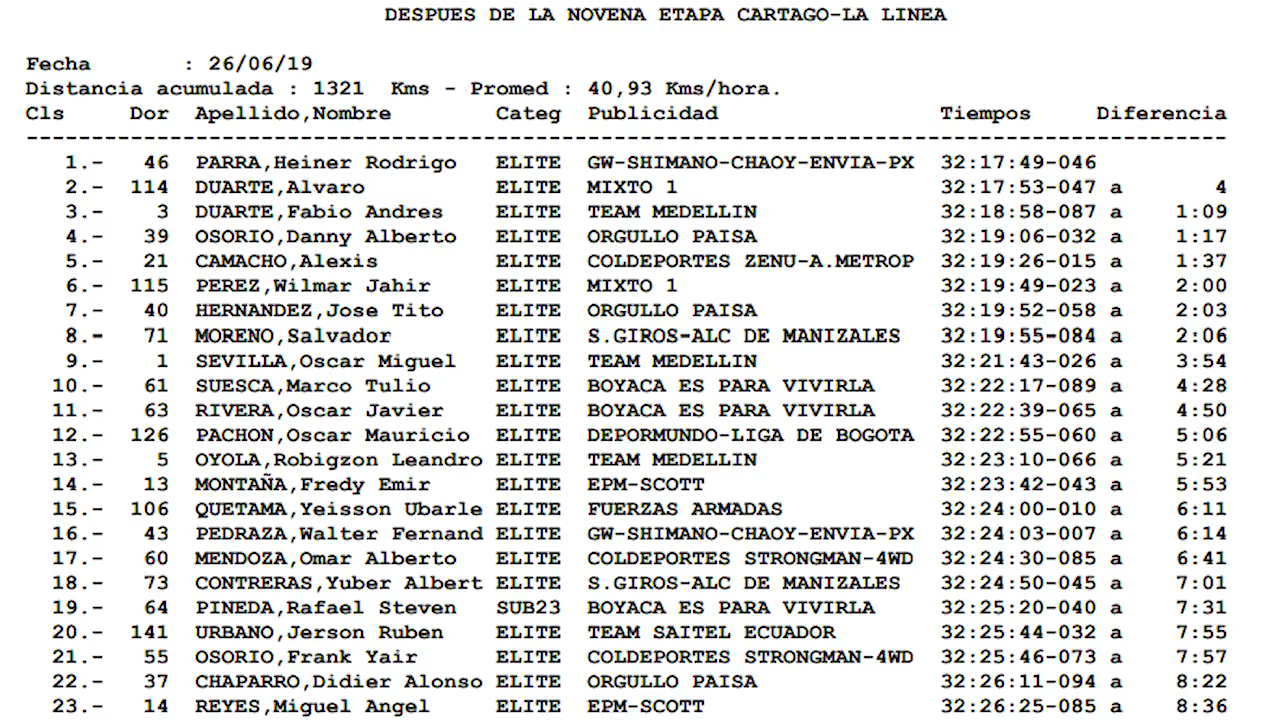 DESPUES DE LA NOVENA ETAPA CARTAGO-LA LINEA
Fecha : 26/06/19
Distancia acumulada : 1321 Kms - Promed : 40,93 Kms/hora.
Cls Dor Apellido,Nombre Categ Publicidad Tiempos Diferencia
--------------------------------------------------------------------------------------------
1.- 46 PARRA,Heiner Rodrigo ELITE GW-SHIMANO-CHAOY-ENVIA-PX 32:17:49-046
2.- 114 DUARTE,Alvaro ELITE MIXTO 1 32:17:53-047 a 4
3.- 3 DUARTE,Fabio Andres ELITE TEAM MEDELLIN 32:18:58-087 a 1:09
4.- 39 OSORIO,Danny Alberto ELITE ORGULLO PAISA 32:19:06-032 a 1:17
5.- 21 CAMACHO,Alexis ELITE COLDEPORTES ZENU-A.METROP 32:19:26-015 a 1:37
6.- 115 PEREZ,Wilmar Jahir ELITE MIXTO 1 32:19:49-023 a 2:00
7.- 40 HERNANDEZ,Jose Tito ELITE ORGULLO PAISA 32:19:52-058 a 2:03
8.- 71 MORENO,Salvador ELITE S.GIROS-ALC DE MANIZALES 32:19:55-084 a 2:06
9.- 1 SEVILLA,Oscar Miguel ELITE TEAM MEDELLIN 32:21:43-026 a 3:54
10.- 61 SUESCA,Marco Tulio ELITE BOYACA ES PARA VIVIRLA 32:22:17-089 a 4:28
11.- 63 RIVERA,Oscar Javier ELITE BOYACA ES PARA VIVIRLA 32:22:39-065 a 4:50
12.- 126 PACHON,Oscar Mauricio ELITE DEPORMUNDO-LIGA DE BOGOTA 32:22:55-060 a 5:06
13.- 5 OYOLA,Robigzon Leandro ELITE TEAM MEDELLIN 32:23:10-066 a 5:21
14.- 13 MONTAÑA,Fredy Emir ELITE EPM-SCOTT 32:23:42-043 a 5:53
15.- 106 QUETAMA,Yeisson Ubarle ELITE FUERZAS ARMADAS 32:24:00-010 a 6:11
16.- 43 PEDRAZA,Walter Fernand ELITE GW-SHIMANO-CHAOY-ENVIA-PX 32:24:03-007 a 6:14
17.- 60 MENDOZA,Omar Alberto ELITE COLDEPORTES STRONGMAN-4WD 32:24:30-085 a 6:41
18.- 73 CONTRERAS,Yuber Albert ELITE S.GIROS-ALC DE MANIZALES 32:24:50-045 a 7:01
19.- 64 PINEDA,Rafael Steven SUB23 BOYACA ES PARA VIVIRLA 32:25:20-040 a 7:31
20.- 141 URBANO,Jerson Ruben ELITE TEAM SAITEL ECUADOR 32:25:44-032 a 7:55
21.- 55 OSORIO,Frank Yair ELITE COLDEPORTES STRONGMAN-4WD 32:25:46-073 a 7:57
22.- 37 CHAPARRO,Didier Alonso ELITE ORGULLO PAISA 32:26:11-094 a 8:22
23.- 14 REYES,Miguel Angel ELITE EPM-SCOTT 32:26:25-085 a 8:36